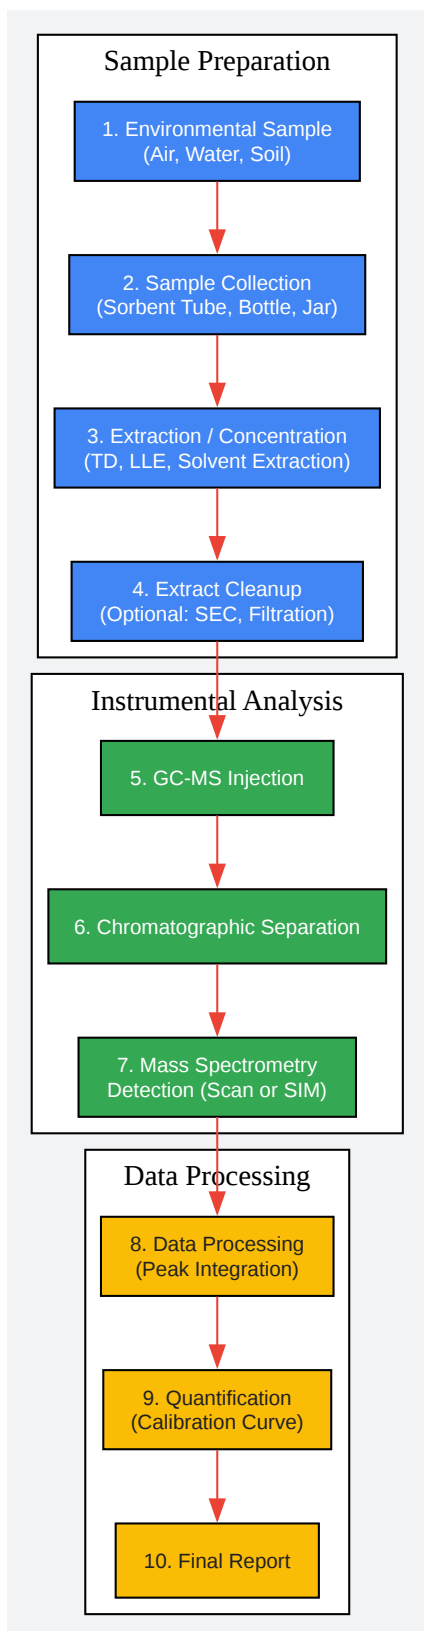 Sample Preparation
1. Environmental Sample
(Air, Water, Soil)
2. Sample Collection
(Sorbent Tube, Bottle, Jar)
3. Extraction / Concentration
(TD, LLE, Solvent Extraction)
4. Extract Cleanup
(Optional: SEC, Filtration)
Instrumental Analysis
5. GC-MS Injection
6. Chromatographic Separation
7. Mass Spectrometry
Detection (Scan or SIM)
Data Processing
8. Data Processing
(Peak Integration)
9. Quantification
(Calibration Curve)
10. Final Report